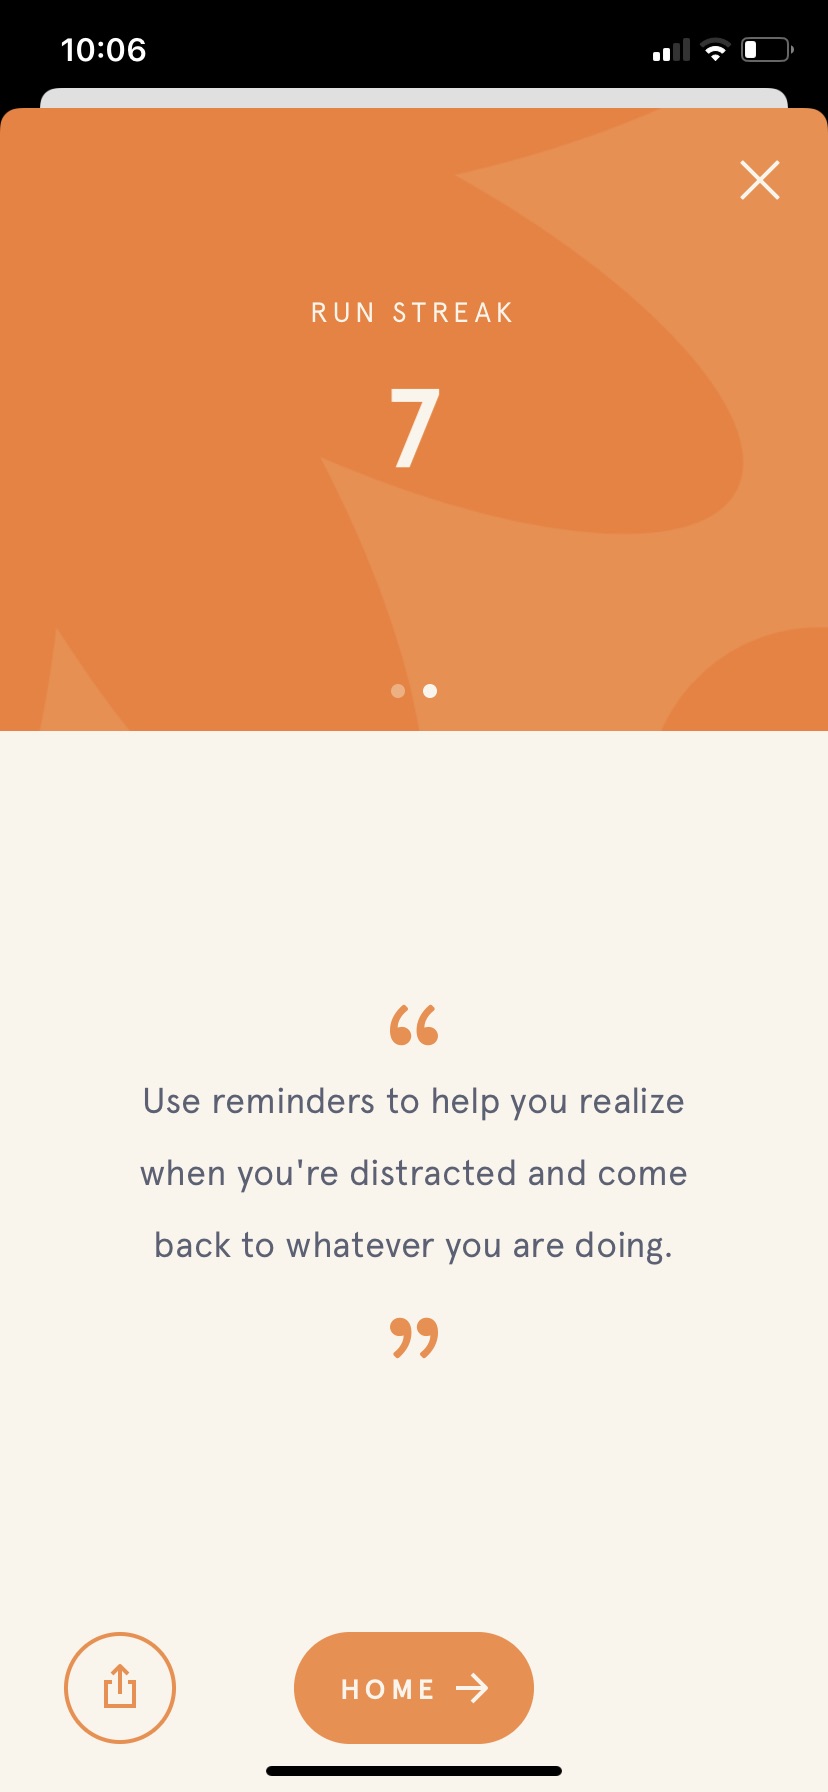 10:06
RUN STREAK
7
“
Use reminders to help you realize
when you're distracted and come
back to whatever you are doing.
”
HOME